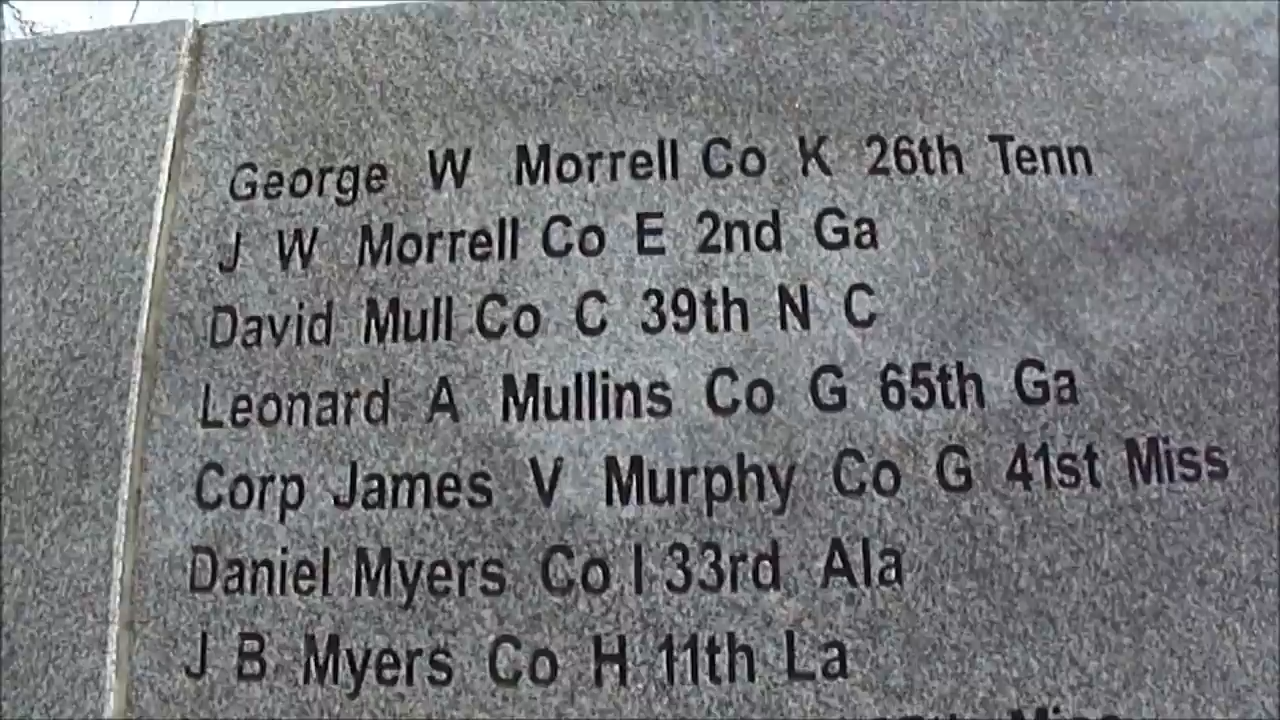 George W Morrell Co K 26th Tenn
J W Morrell Co E 2nd Ga
David Mull Co C 39th N C
Leonard A Mullins Co G 65th Ga
Corp James V Murphy Co G 41st Miss
Daniel Myers Co I 33rd Ala
J B Myers Co H 11th La